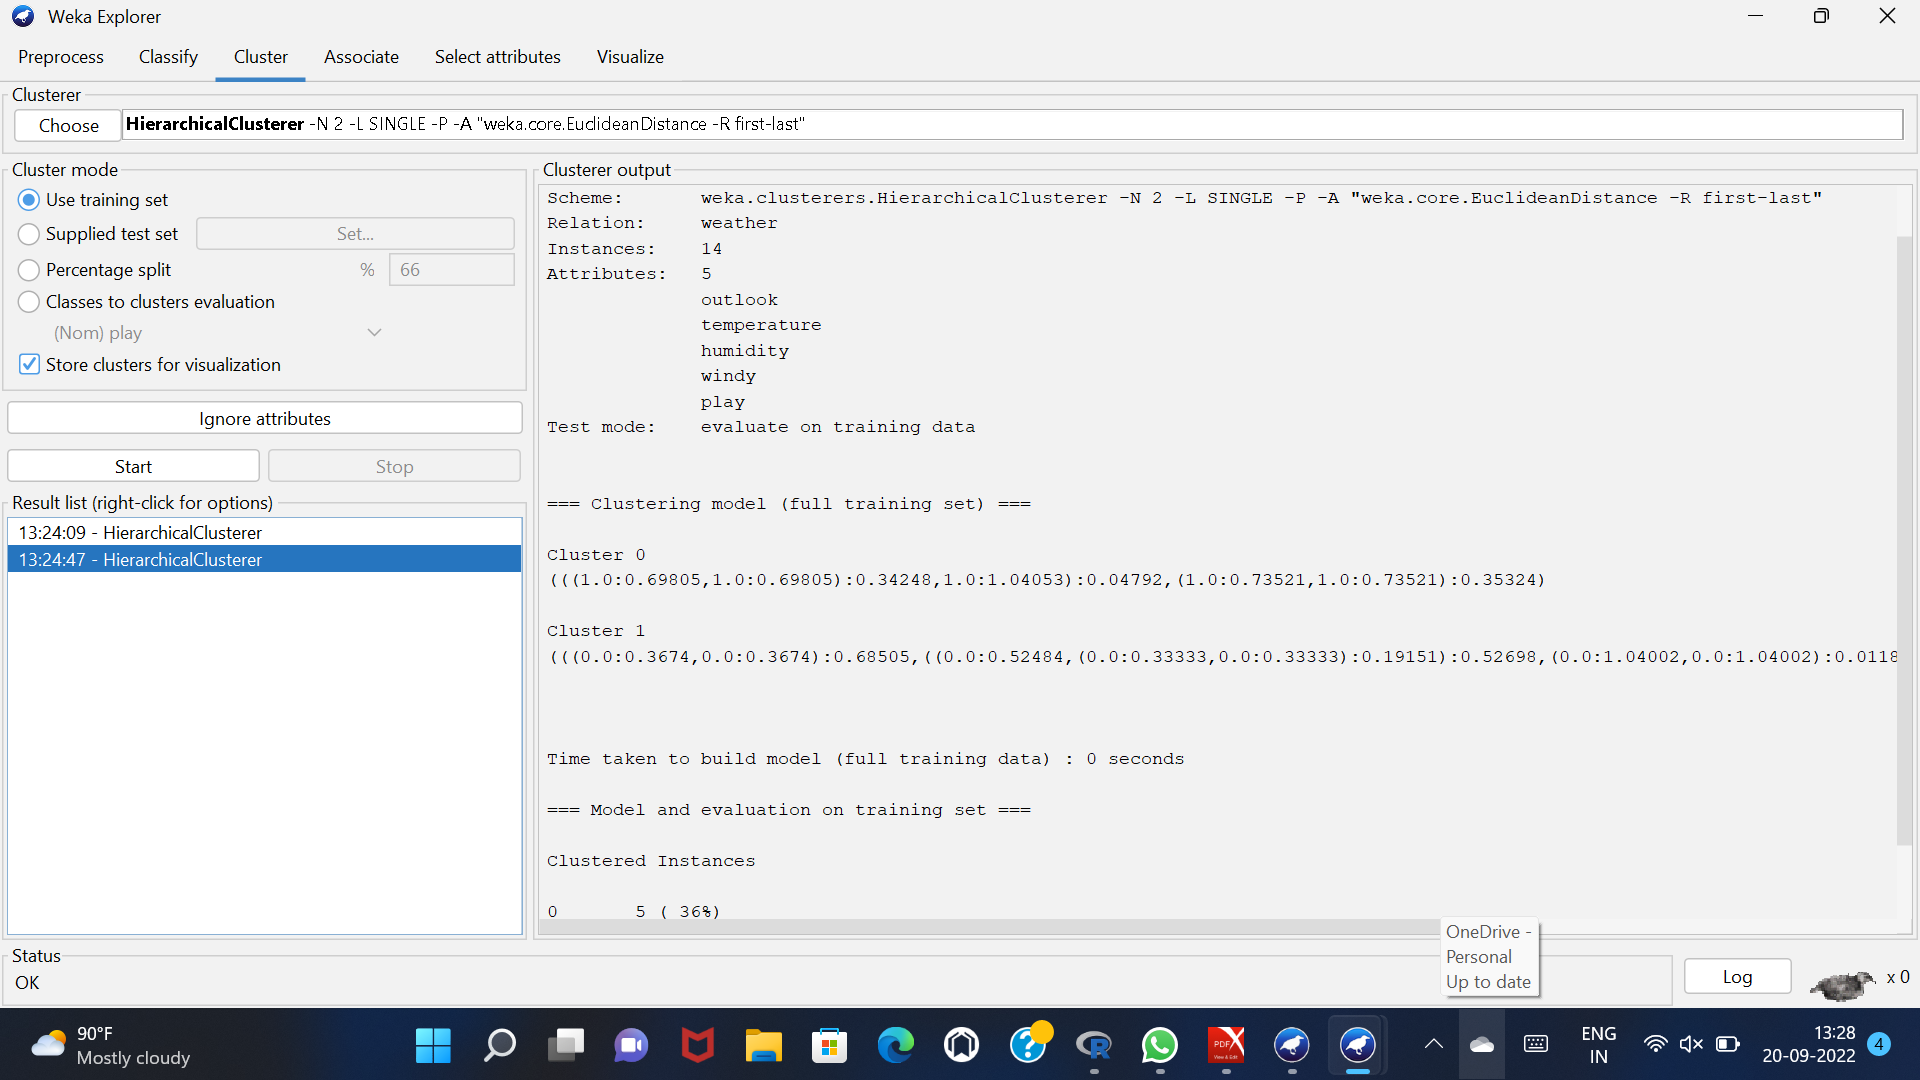 Weka Explorer
Preprocess Classify Cluster Associate Select attributes Visualize
Clusterer
Choose HierarchicalClusterer -N 2 -L SINGLE -P -A "weka.core.EuclideanDistance -R first-last"
Cluster mode
Use training set
Supplied test set Set...
Percentage split % 66
Classes to clusters evaluation
(Nom) play
Store clusters for visualization
Ignore attributes
Start Stop
Result list (right-click for options)
13:24:09 - HierarchicalClusterer
13:24:47 - HierarchicalClusterer
Clusterer output
Scheme: weka.clusterers.HierarchicalClusterer -N 2 -L SINGLE -P -A "weka.core.EuclideanDistance -R first-last"
Relation: weather
Instances: 14
Attributes: 5
outlook
temperature
humidity
windy
play
Test mode: evaluate on training data
=== Clustering model (full training set) ===
Cluster 0
(((1.0:0.69805,1.0:0.69805):0.34248,1.0:1.04053):0.04792,(1.0:0.73521,1.0:0.73521):0.35324)
Cluster 1
(((0.0:0.3674,0.0:0.3674):0.68505,((0.0:0.52484,(0.0:0.33333,0.0:0.33333):0.19151):0.52698,(0.0:1.04002,0.0:1.04002):0.0118
Time taken to build model (full training data) : 0 seconds
=== Model and evaluation on training set ===
Clustered Instances
0 5 ( 36%)
Status
OK
OneDrive -
Personal
Up to date
Log
x 0
90°F
Mostly cloudy
PDF
View & Edit
R
ENG
IN
13:28
20-09-2022
4